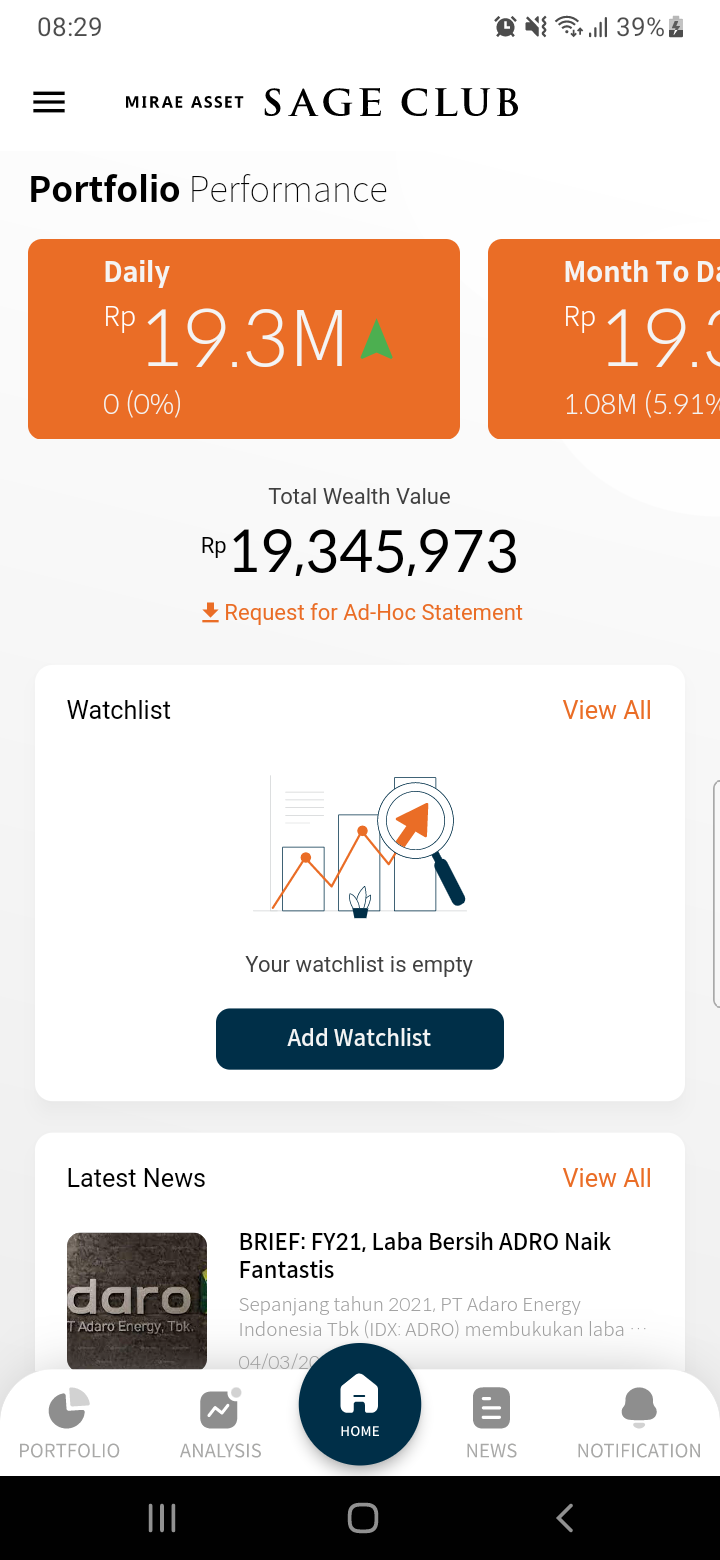 08:29
39%
MIRAE ASSET SAGE CLUB
Portfolio Performance
Daily
Rp 19.3M
0 (0%)
Month To Da
Rp 19.3
1.08M (5.91%
Total Wealth Value
Rp 19,345,973
Request for Ad-Hoc Statement
Watchlist
View All
Your watchlist is empty
Add Watchlist
Latest News
View All
daro
T Adaro Energy, Tbk.
BRIEF: FY21, Laba Bersih ADRO Naik
Fantastis
Sepanjang tahun 2021, PT Adaro Energy
Indonesia Tbk (IDX: ADRO) membukukan laba ...
04/03/20
PORTFOLIO
ANALYSIS
HOME
NEWS
NOTIFICATION